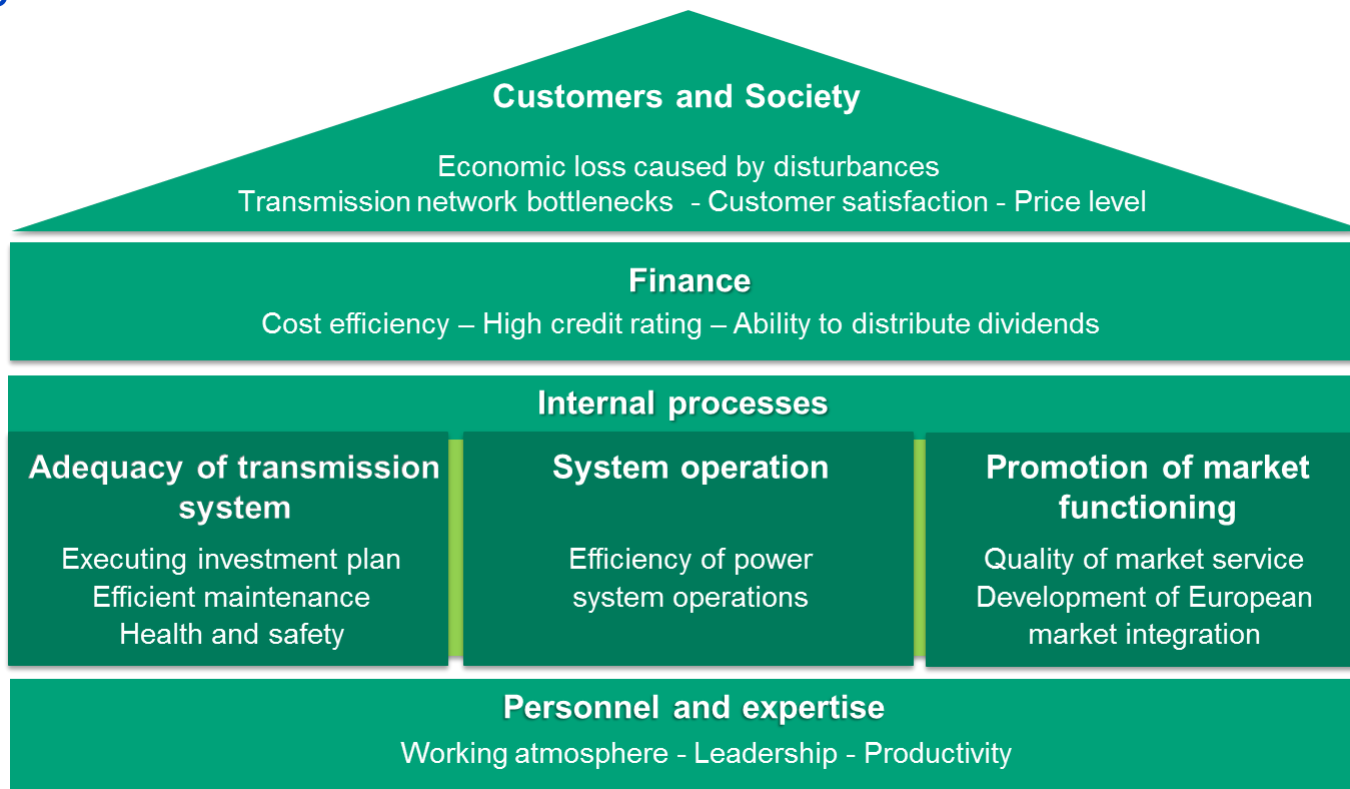 Customers and Society
Economic loss caused by disturbances
Transmission network bottlenecks - Customer satisfaction - Price level
Finance
Cost efficiency – High credit rating – Ability to distribute dividends
Internal processes
Adequacy of transmission
system
Executing investment plan
Efficient maintenance
Health and safety
System operation
Efficiency of power
system operations
Promotion of market
functioning
Quality of market service
Development of European
market integration
Personnel and expertise
Working atmosphere - Leadership - Productivity